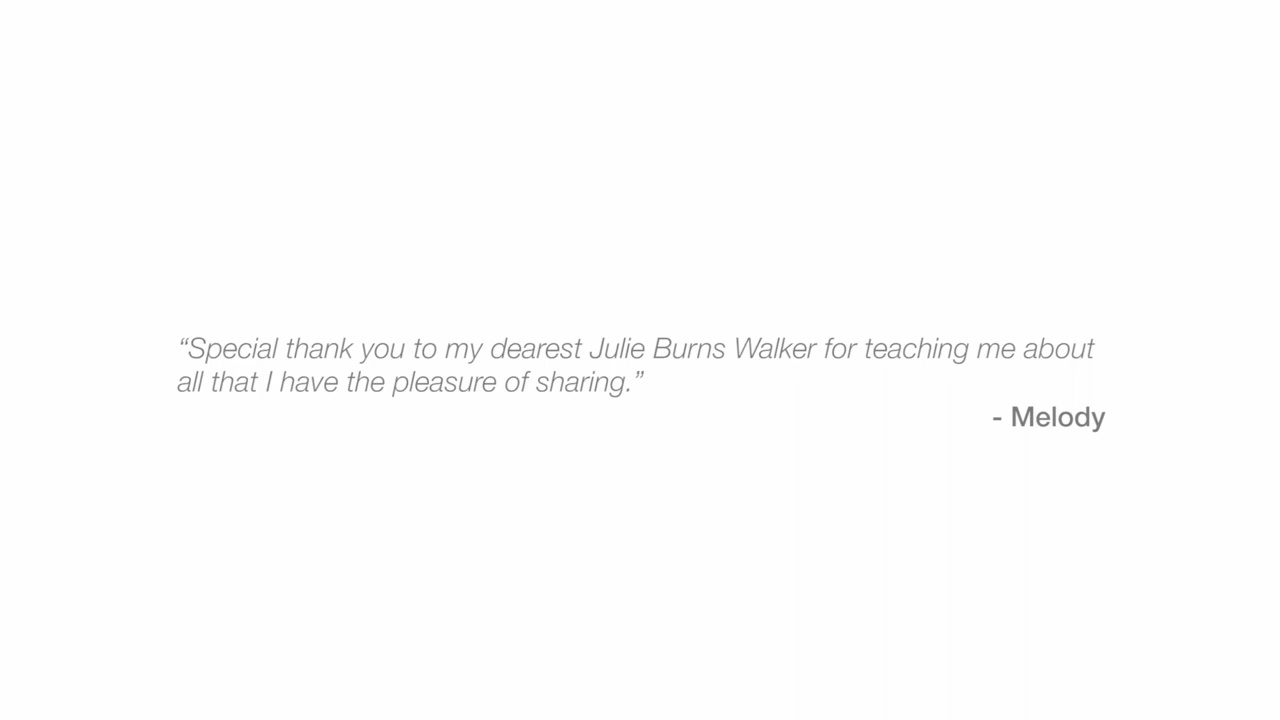 “Special thank you to my dearest Julie Burns Walker for teaching me about
all that I have the pleasure of sharing.”
- Melody